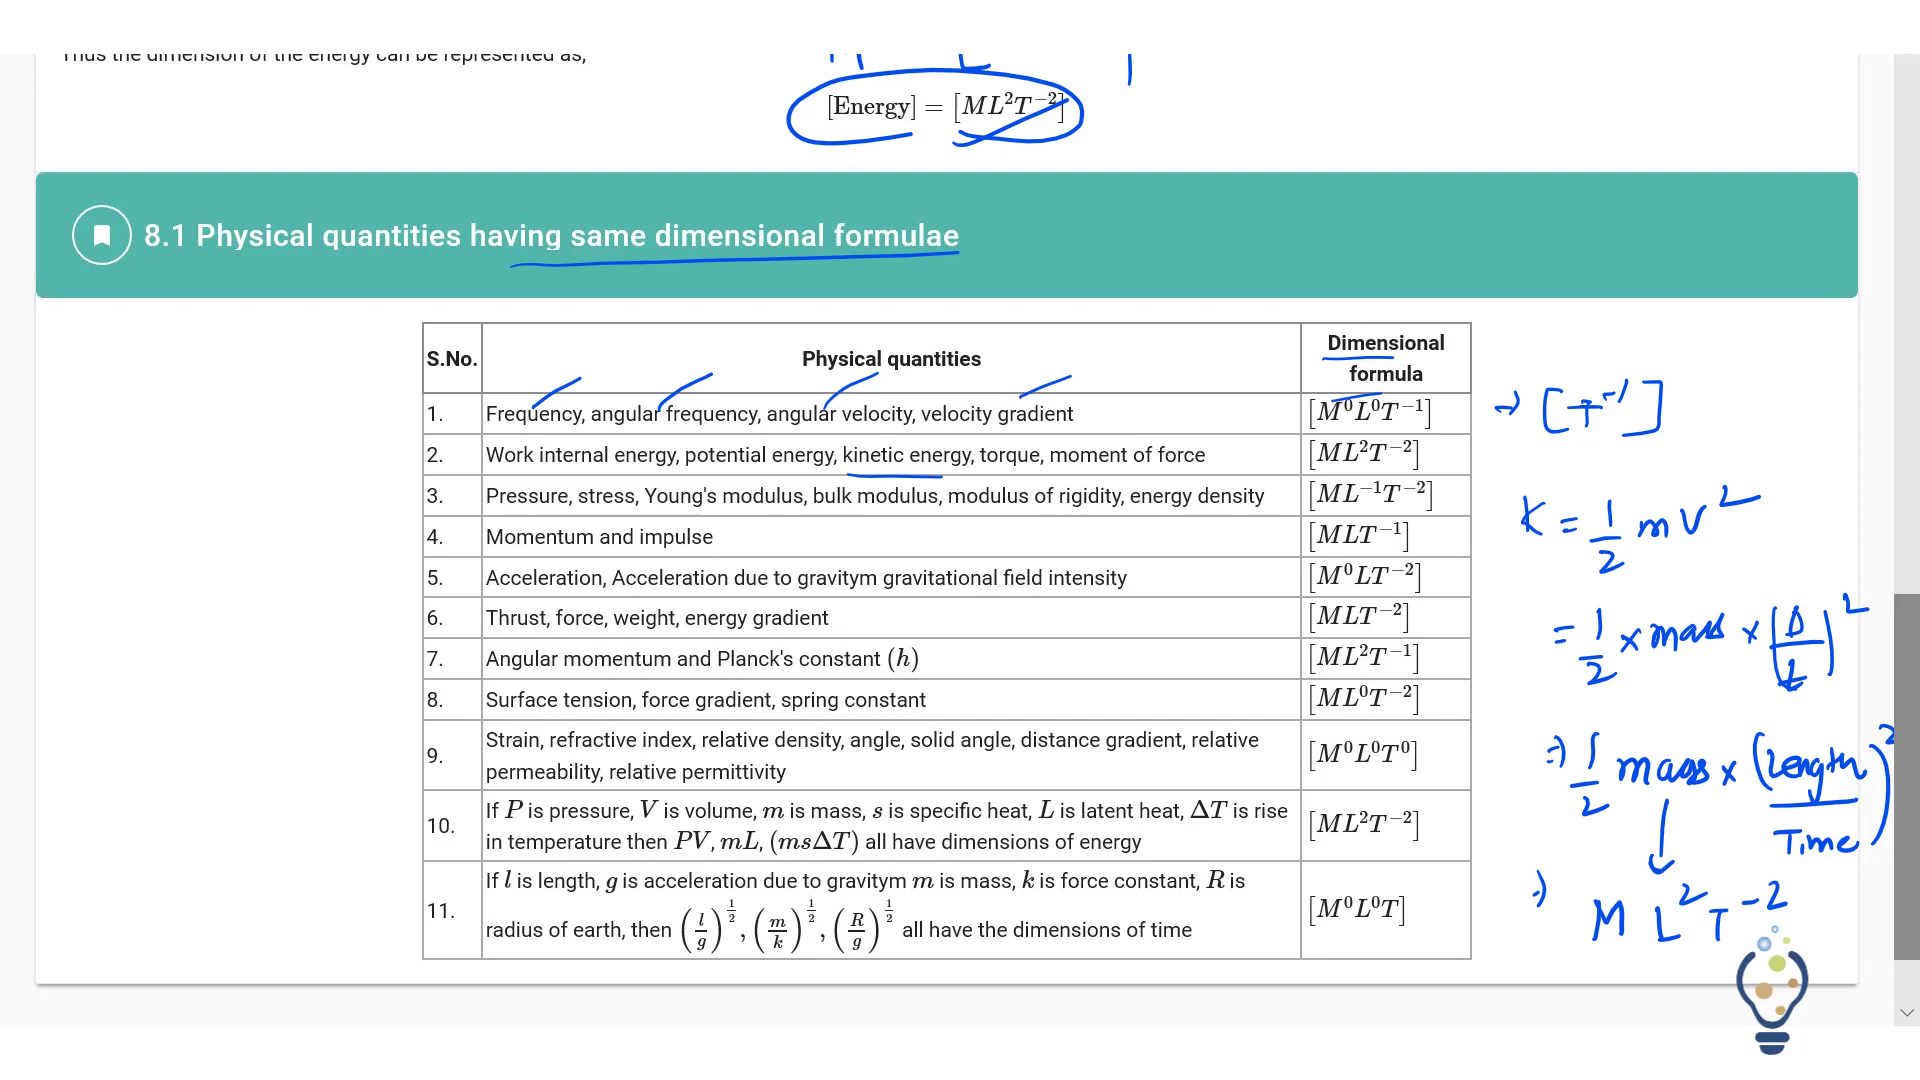 Thus the dimension of the energy can be represented as,
M L T
[Energy] = [ML²T⁻²]
8.1 Physical quantities having same dimensional formulae
S.No. Physical quantities Dimensional formula
1. Frequency, angular frequency, angular velocity, velocity gradient [M⁰L⁰T⁻¹] → [T⁻¹]
2. Work internal energy, potential energy, kinetic energy, torque, moment of force [ML²T⁻²]
3. Pressure, stress, Young's modulus, bulk modulus, modulus of rigidity, energy density [ML⁻¹T⁻²]
K = 1/2 mv²
4. Momentum and impulse [MLT⁻¹]
5. Acceleration, Acceleration due to gravitym gravitational field intensity [M⁰LT⁻²]
6. Thrust, force, weight, energy gradient [MLT⁻²]
= 1/2 × mass × (D/t)²
7. Angular momentum and Planck's constant (h) [ML²T⁻¹]
8. Surface tension, force gradient, spring constant [ML⁰T⁻²]
9. Strain, refractive index, relative density, angle, solid angle, distance gradient, relative
permeability, relative permittivity [M⁰L⁰T⁰]
⇒ 1/2 mass × (Length/Time)²
10. If P is pressure, V is volume, m is mass, s is specific heat, L is latent heat, ΔT is rise
in temperature then PV, mL, (msΔT) all have dimensions of energy [ML²T⁻²]
11. If l is length, g is acceleration due to gravitym m is mass, k is force constant, R is
radius of earth, then (l/g)^½, (m/k)^½, (R/g)^½ all have the dimensions of time [M⁰L⁰T]
⇒ M L² T⁻²